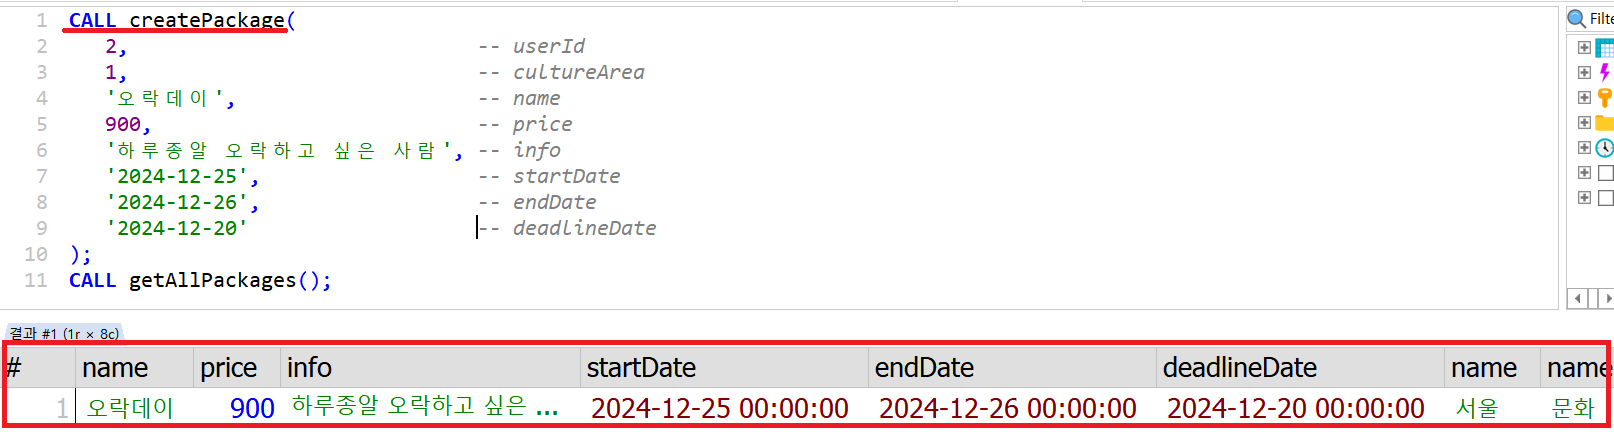 1 CALL createPackage(
2 2, -- userId
3 1, -- cultureArea
4 '오락데이', -- name
5 900, -- price
6 '하루종알 오락하고 싶은 사람', -- info
7 '2024-12-25', -- startDate
8 '2024-12-26', -- endDate
9 '2024-12-20' -- deadlineDate
10 );
11 CALL getAllPackages();
Filte
결과 #1 (1r × 8c)
# name price info startDate endDate deadlineDate name name
1 오락데이 900 하루종알 오락하고 싶은 ... 2024-12-25 00:00:00 2024-12-26 00:00:00 2024-12-20 00:00:00 서울 문화